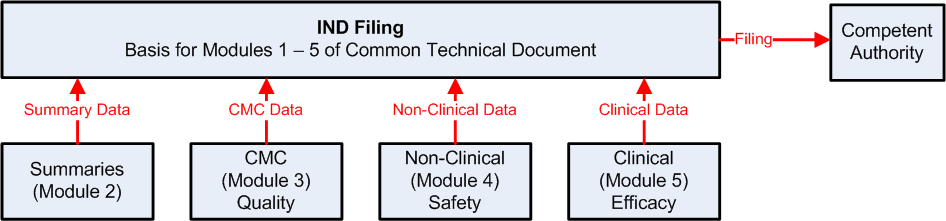 IND Filing
Basis for Modules 1 – 5 of Common Technical Document
Filing
Competent
Authority
Summary Data
CMC Data
Non-Clinical Data
Clinical Data
Summaries
(Module 2)
CMC
(Module 3)
Quality
Non-Clinical
(Module 4)
Safety
Clinical
(Module 5)
Efficacy